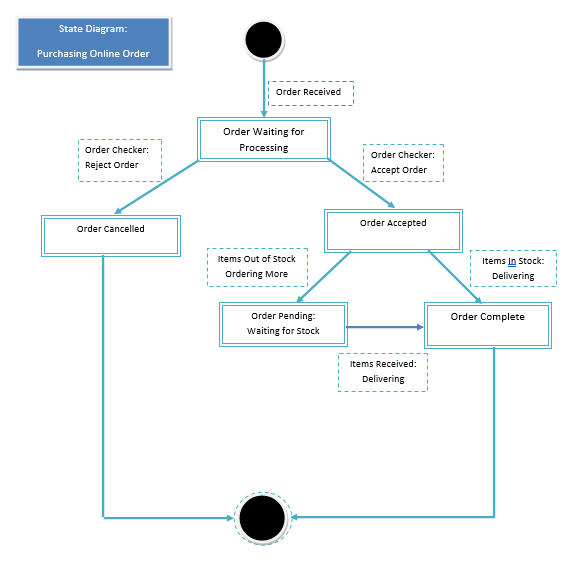 State Diagram:
Purchasing Online Order
Order Received
Order Waiting for
Processing
Order Checker:
Reject Order
Order Checker:
Accept Order
Order Cancelled
Order Accepted
Items Out of Stock
Ordering More
Items In Stock:
Delivering
Order Pending:
Waiting for Stock
Order Complete
Items Received:
Delivering